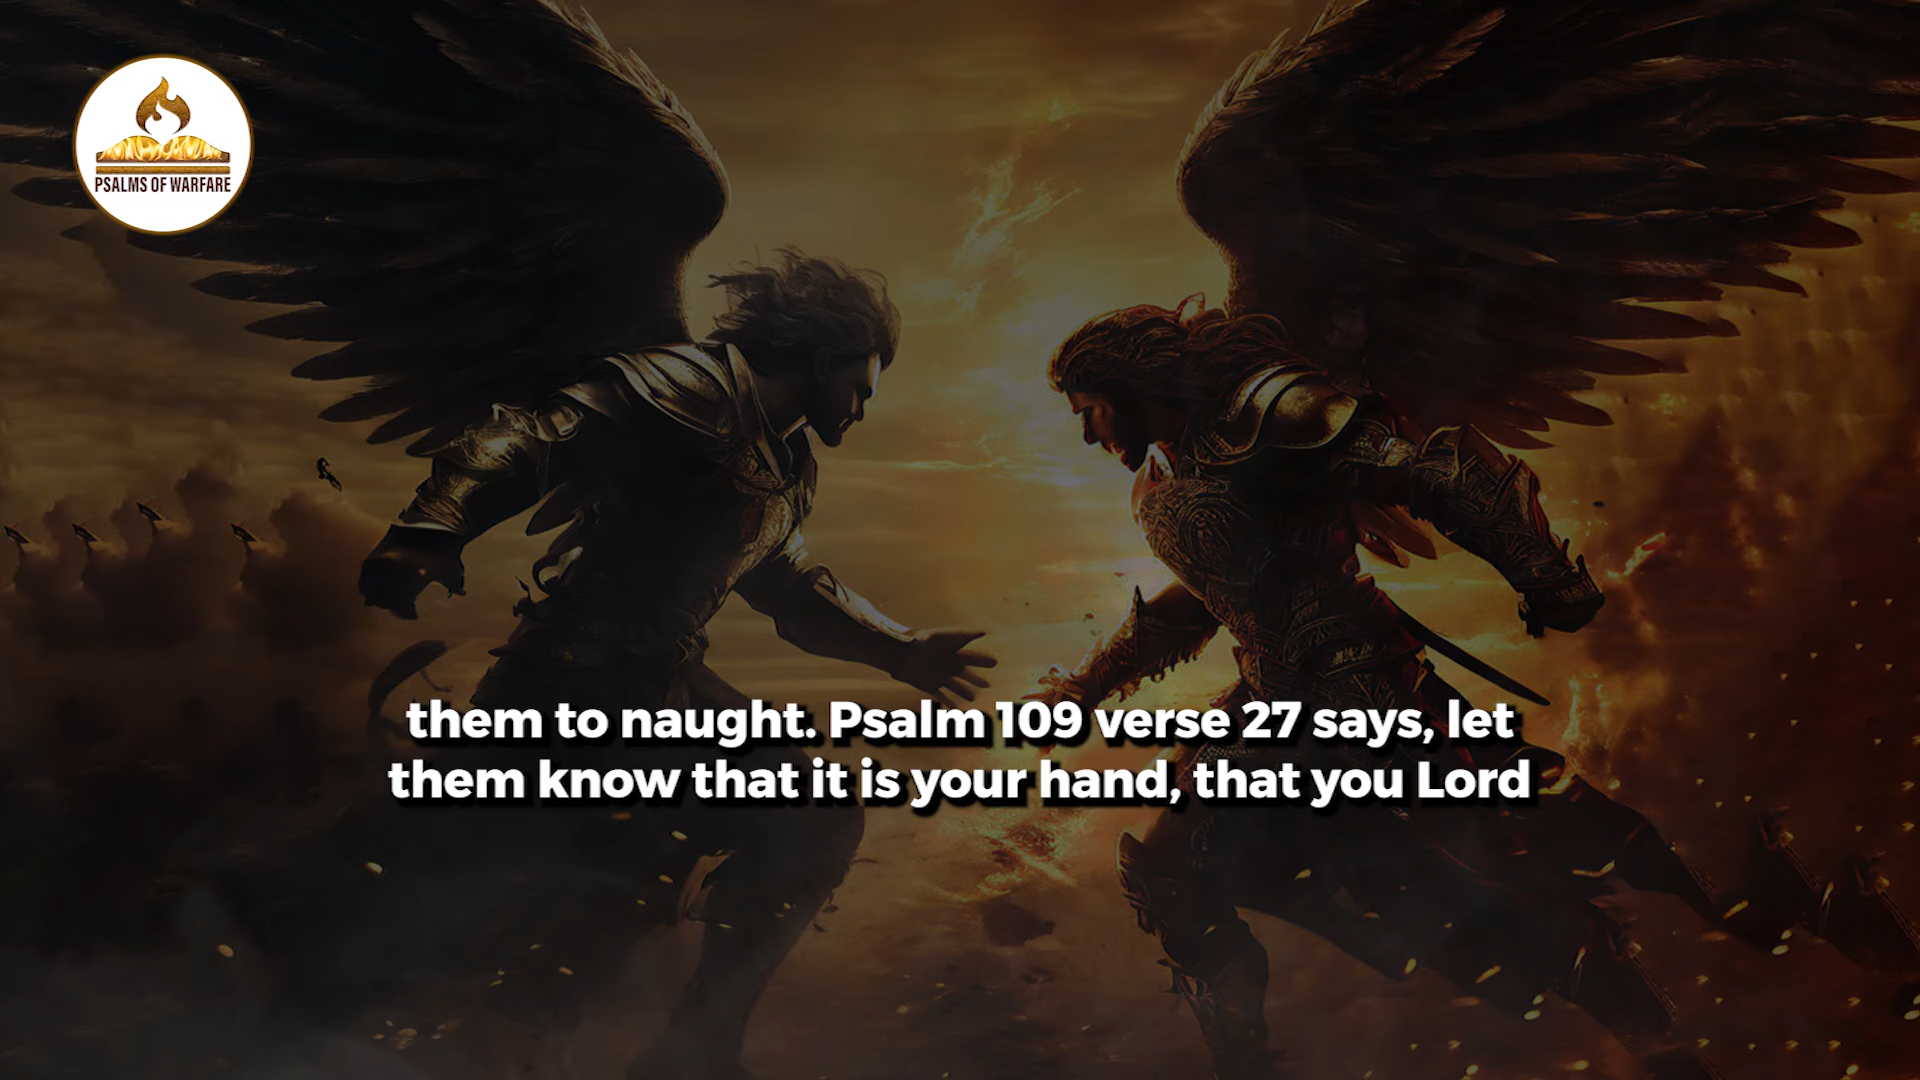 PSALMS OF WARFARE
them to naught. Psalm 109 verse 27 says, let
them know that it is your hand, that you Lord